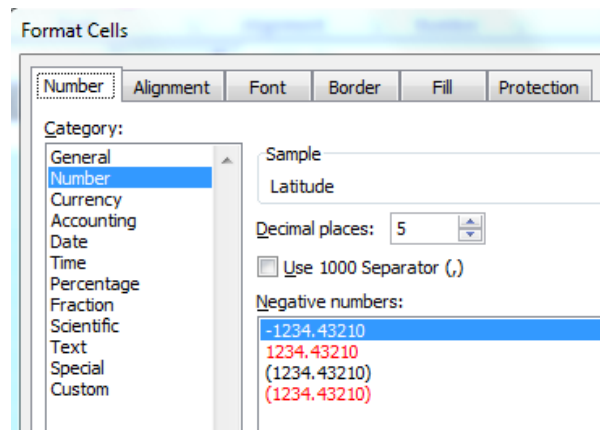 Format Cells
Number Alignment Font Border Fill Protection
Category:
General
Number
Currency
Accounting
Date
Time
Percentage
Fraction
Scientific
Text
Special
Custom
Sample
Latitude
Decimal places: 5
Use 1000 Separator (,)
Negative numbers:
-1234.43210
1234.43210
(1234.43210)
(1234.43210)